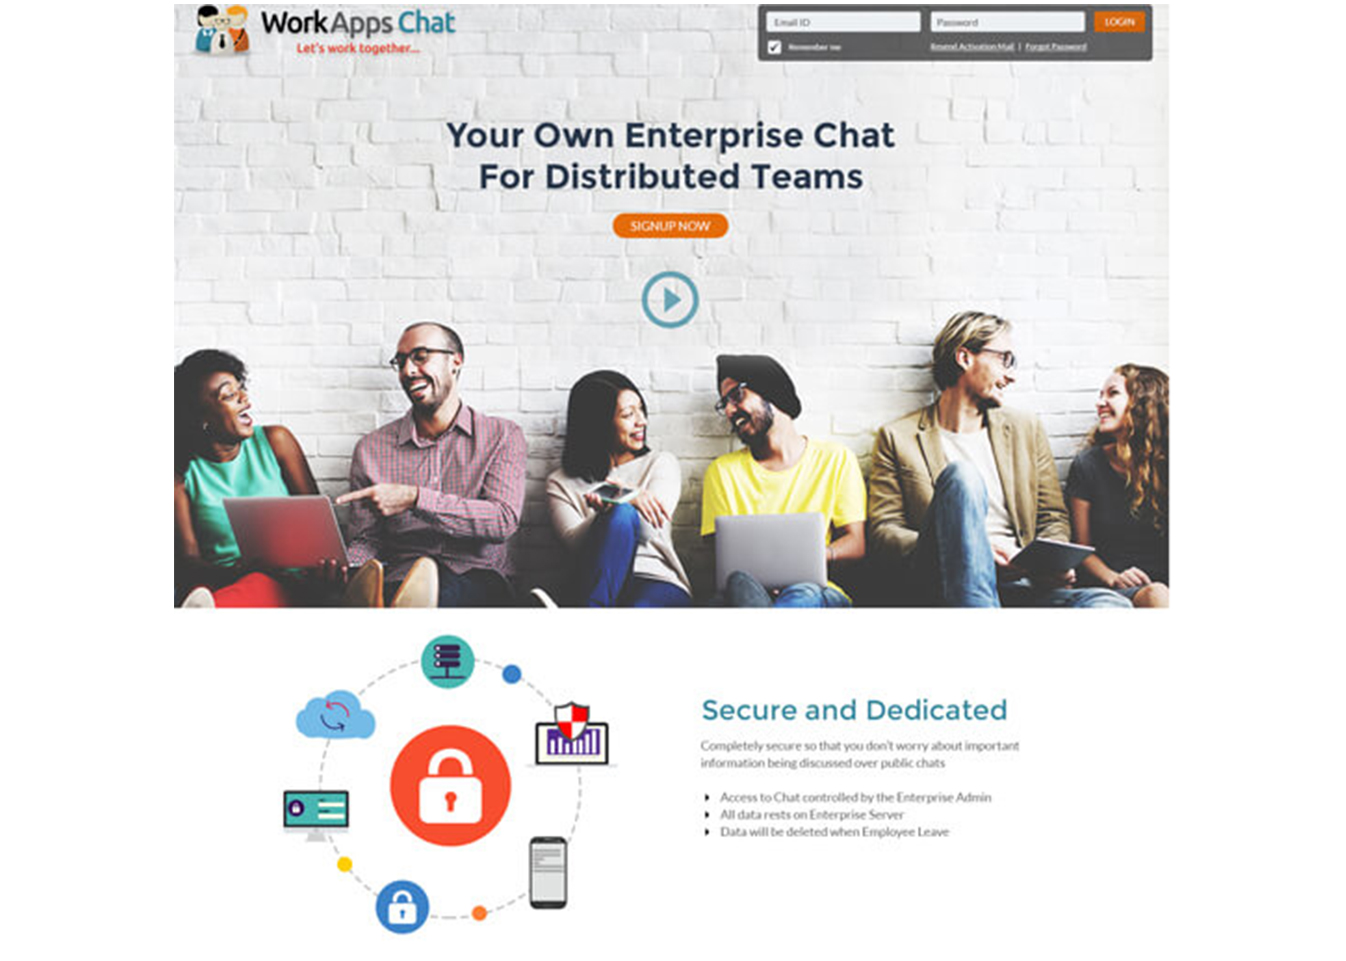 WorkApps Chat
Let's work together...
Email ID
Password
LOGIN
Remember me
Resend Activation Mail | Forgot Password
Your Own Enterprise Chat
For Distributed Teams
SIGNUP NOW
Secure and Dedicated
Completely secure so that you don't worry about important
information being discussed over public chats
Access to Chat controlled by the Enterprise Admin
All data rests on Enterprise Server
Data will be deleted when Employee Leave